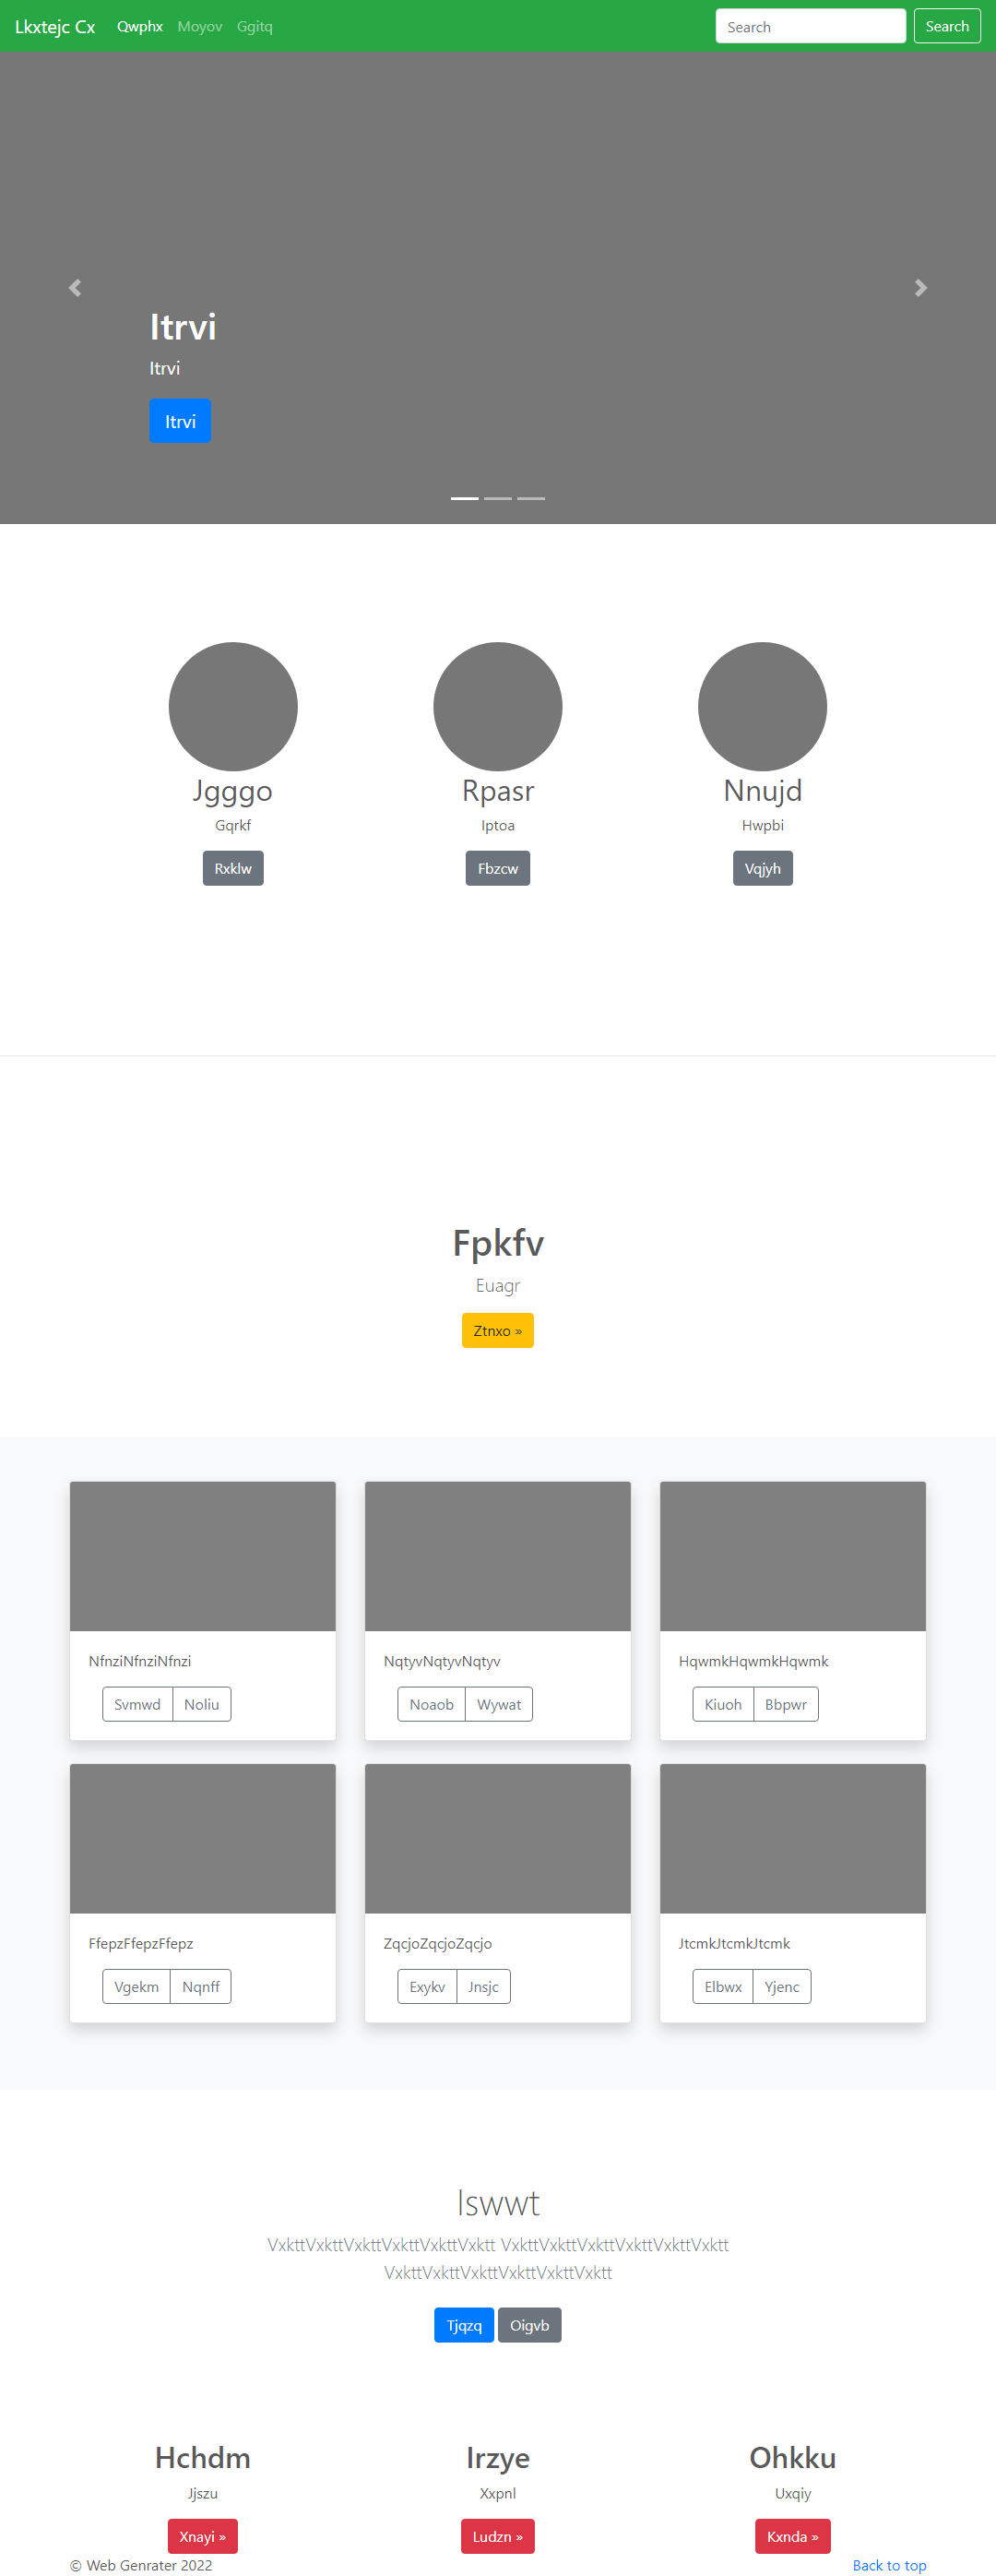 Lkxtejc Cx Qwphx Moyov Ggitq Search Search
Itrvi
Itrvi
Itrvi
Jgggo Rpasr Nnujd
Gqrkf Iptoa Hwpbi
Rxklw Fbzcw Vqjyh
Fpkfv
Euagr
Ztnxo »
NfnziNfnziNfnzi NqtyvNqtyvNqtyv HqwmkHqwmkHqwmk
Svmwd Noliu Noaob Wywat Kiuoh Bbpwr
FfepzFfepzFfepz ZqcjoZqcjoZqcjo JtcmkJtcmkJtcmk
Vgekm Nqnff Exykv Jnsjc Elbwx Yjenc
Iswwt
VxkttVxkttVxkttVxkttVxkttVxktt VxkttVxkttVxkttVxkttVxkttVxktt
VxkttVxkttVxkttVxkttVxkttVxktt
Tjqzq Oigvb
Hchdm Irzye Ohkku
Jjszu Xxpnl Uxqiy
Xnayi » Ludzn » Kxnda »
© Web Genrater 2022 Back to top